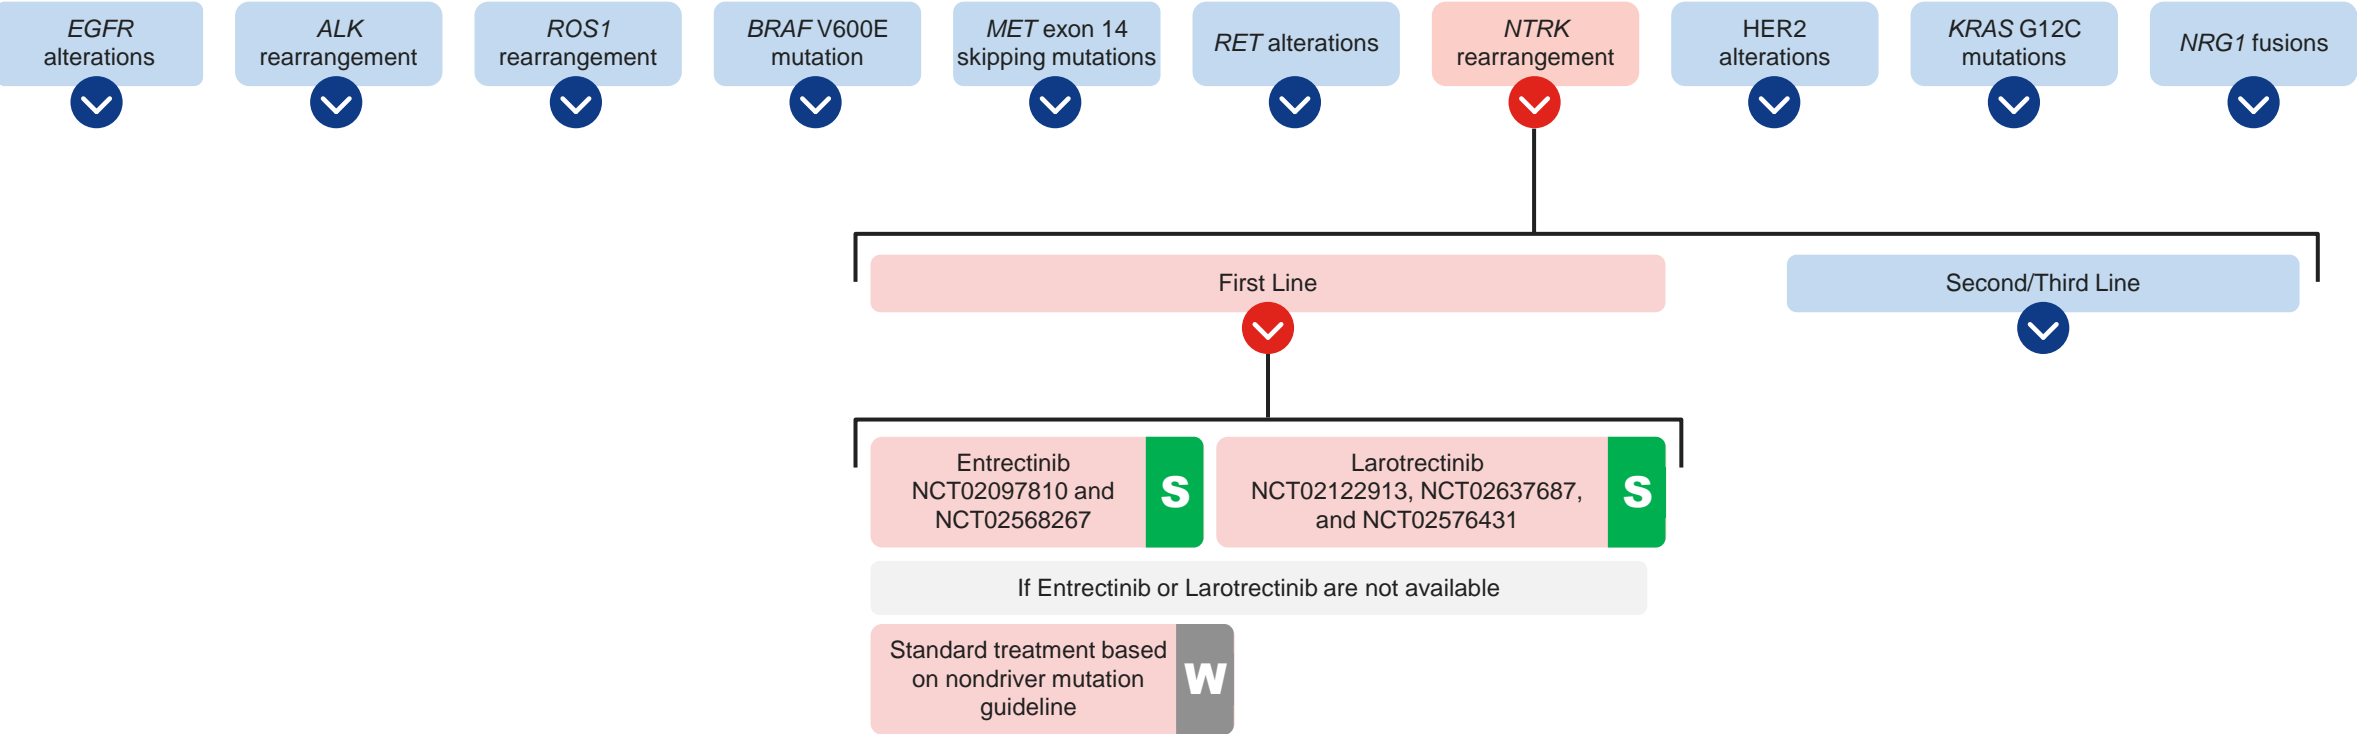 EGFR
alterations
ALK
rearrangement
ROS1
rearrangement
BRAF V600E
mutation
MET exon 14
skipping mutations
RET alterations
NTRK
rearrangement
HER2
alterations
KRAS G12C
mutations
NRG1 fusions
First Line
Second/Third Line
Entrectinib
NCT02097810 and
NCT02568267
S
Larotrectinib
NCT02122913, NCT02637687,
and NCT02576431
S
If Entrectinib or Larotrectinib are not available
Standard treatment based
on nondriver mutation
guideline
W